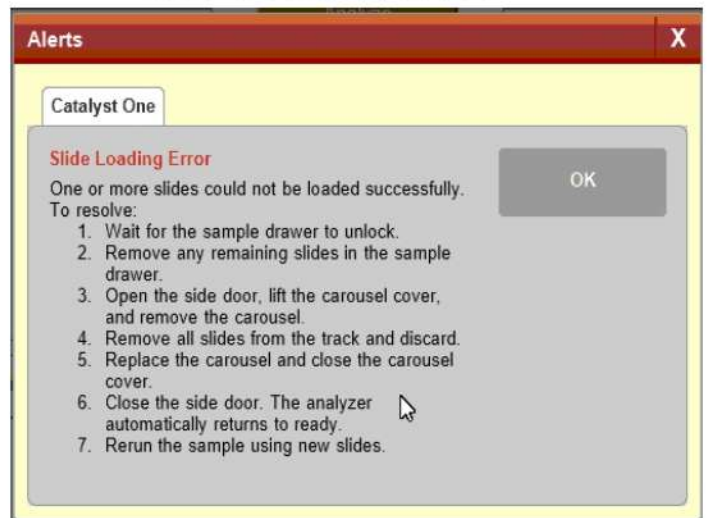 Alerts
X
Catalyst One
Slide Loading Error
OK
One or more slides could not be loaded successfully.
To resolve:
1. Wait for the sample drawer to unlock.
2. Remove any remaining slides in the sample
drawer.
3. Open the side door, lift the carousel cover,
and remove the carousel.
4. Remove all slides from the track and discard.
5. Replace the carousel and close the carousel
cover.
6. Close the side door. The analyzer
automatically returns to ready.
7. Rerun the sample using new slides.